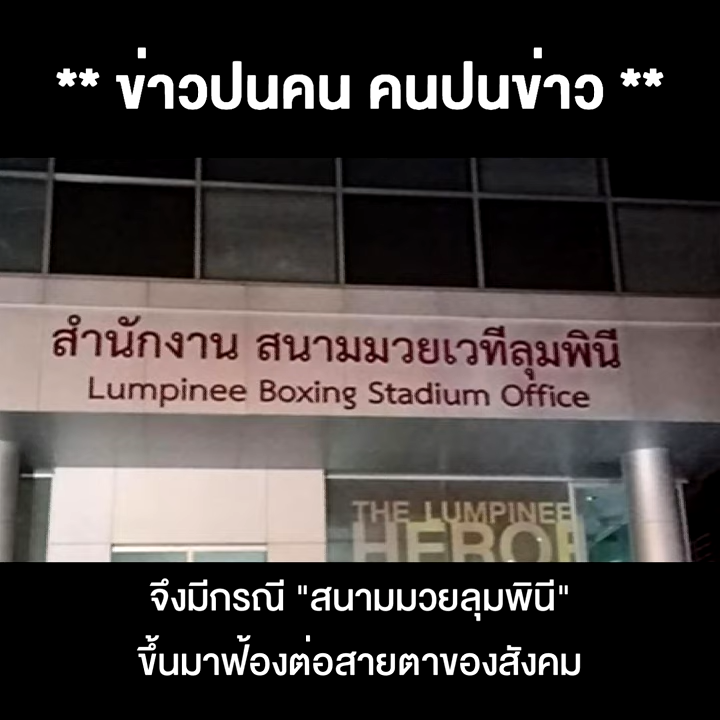 ** ข่าวปนคน คนปนข่าว **
สำนักงาน สนามมวยเวทีลุมพินี
Lumpinee Boxing Stadium Office
THE LUMPINEE
จึงมีกรณี "สนามมวยลุมพินี"
ขึ้นมาฟ้องต่อสายตาของสังคม